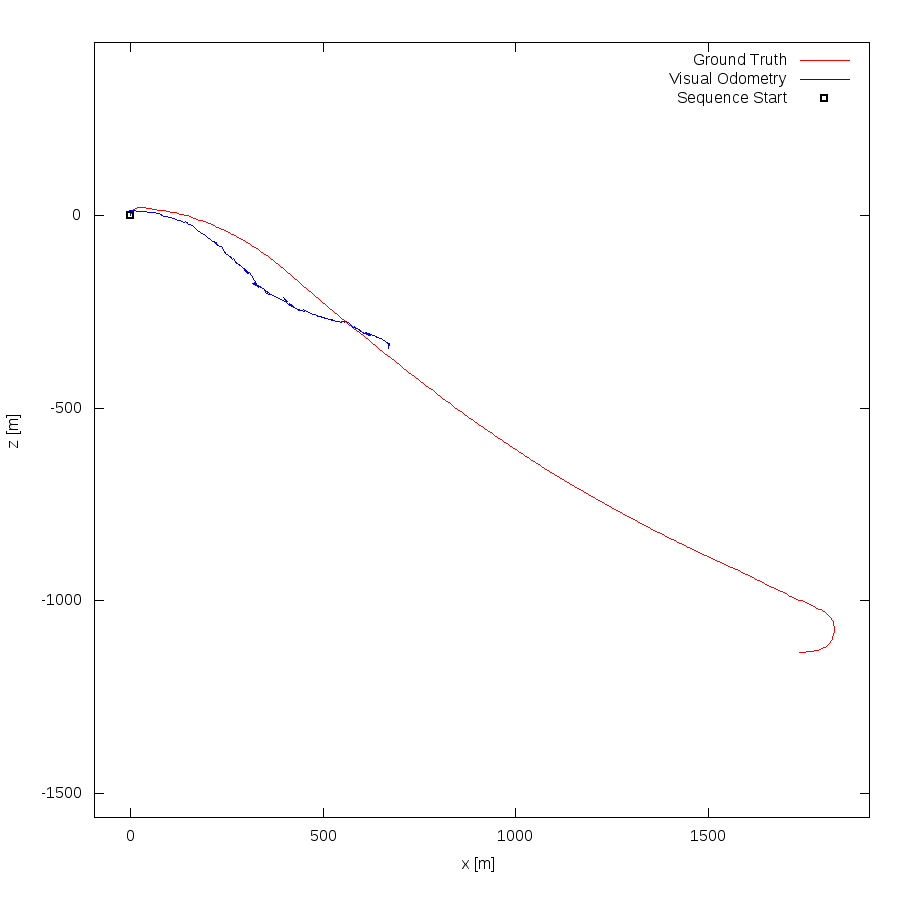 Ground Truth
Visual Odometry
Sequence Start
0
-500
-1000
-1500
z [m]
0 500 1000 1500
x [m]